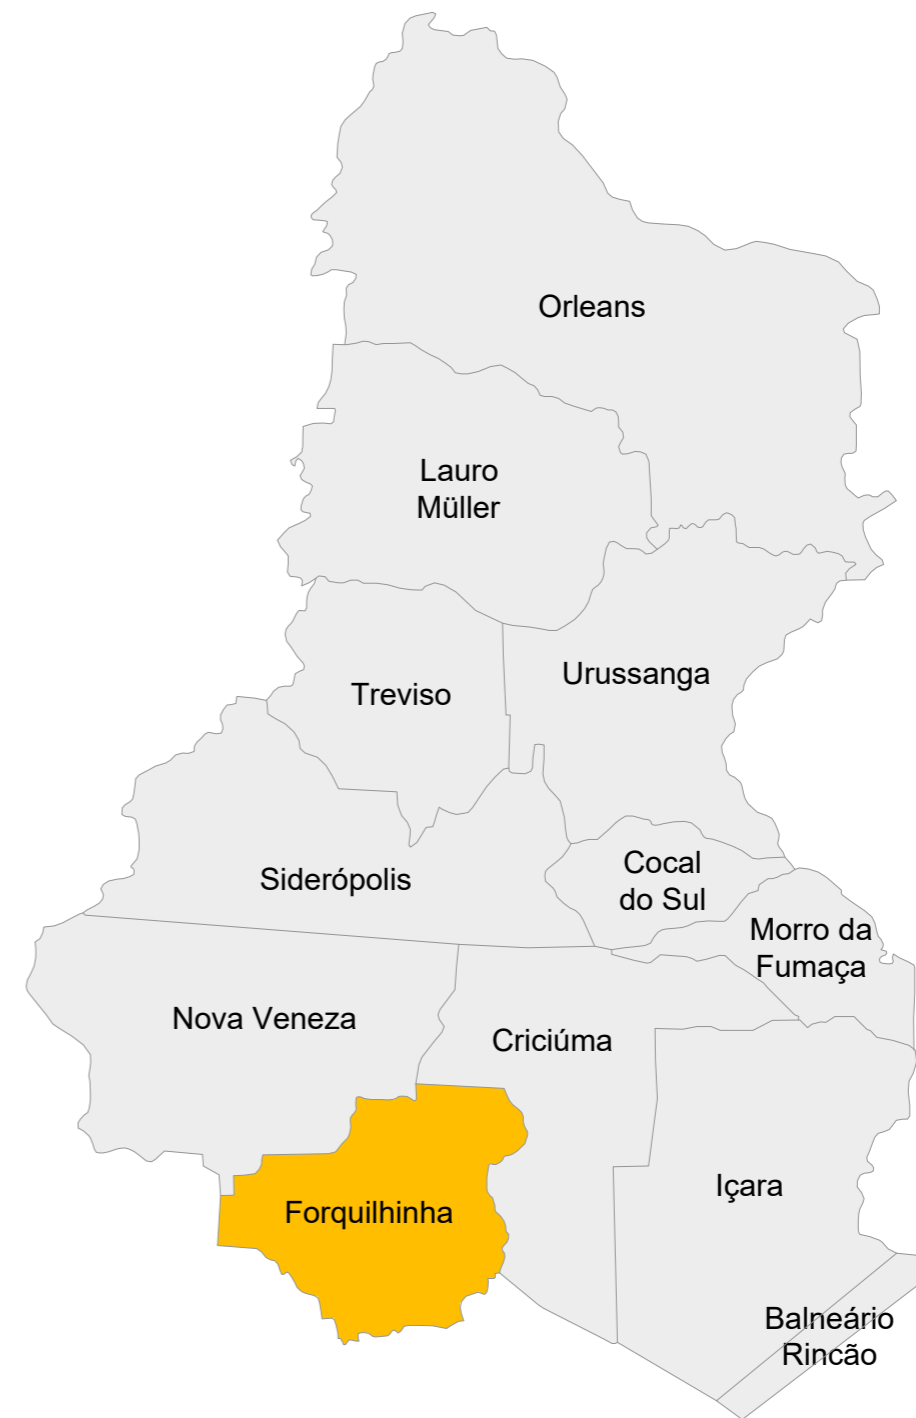 Orleans
Lauro
Müller
Urussanga
Treviso
Cocal
do Sul
Siderópolis
Morro da
Fumaça
Nova Veneza
Criciúma
Içara
Forquilhinha
Balneário
Rincão